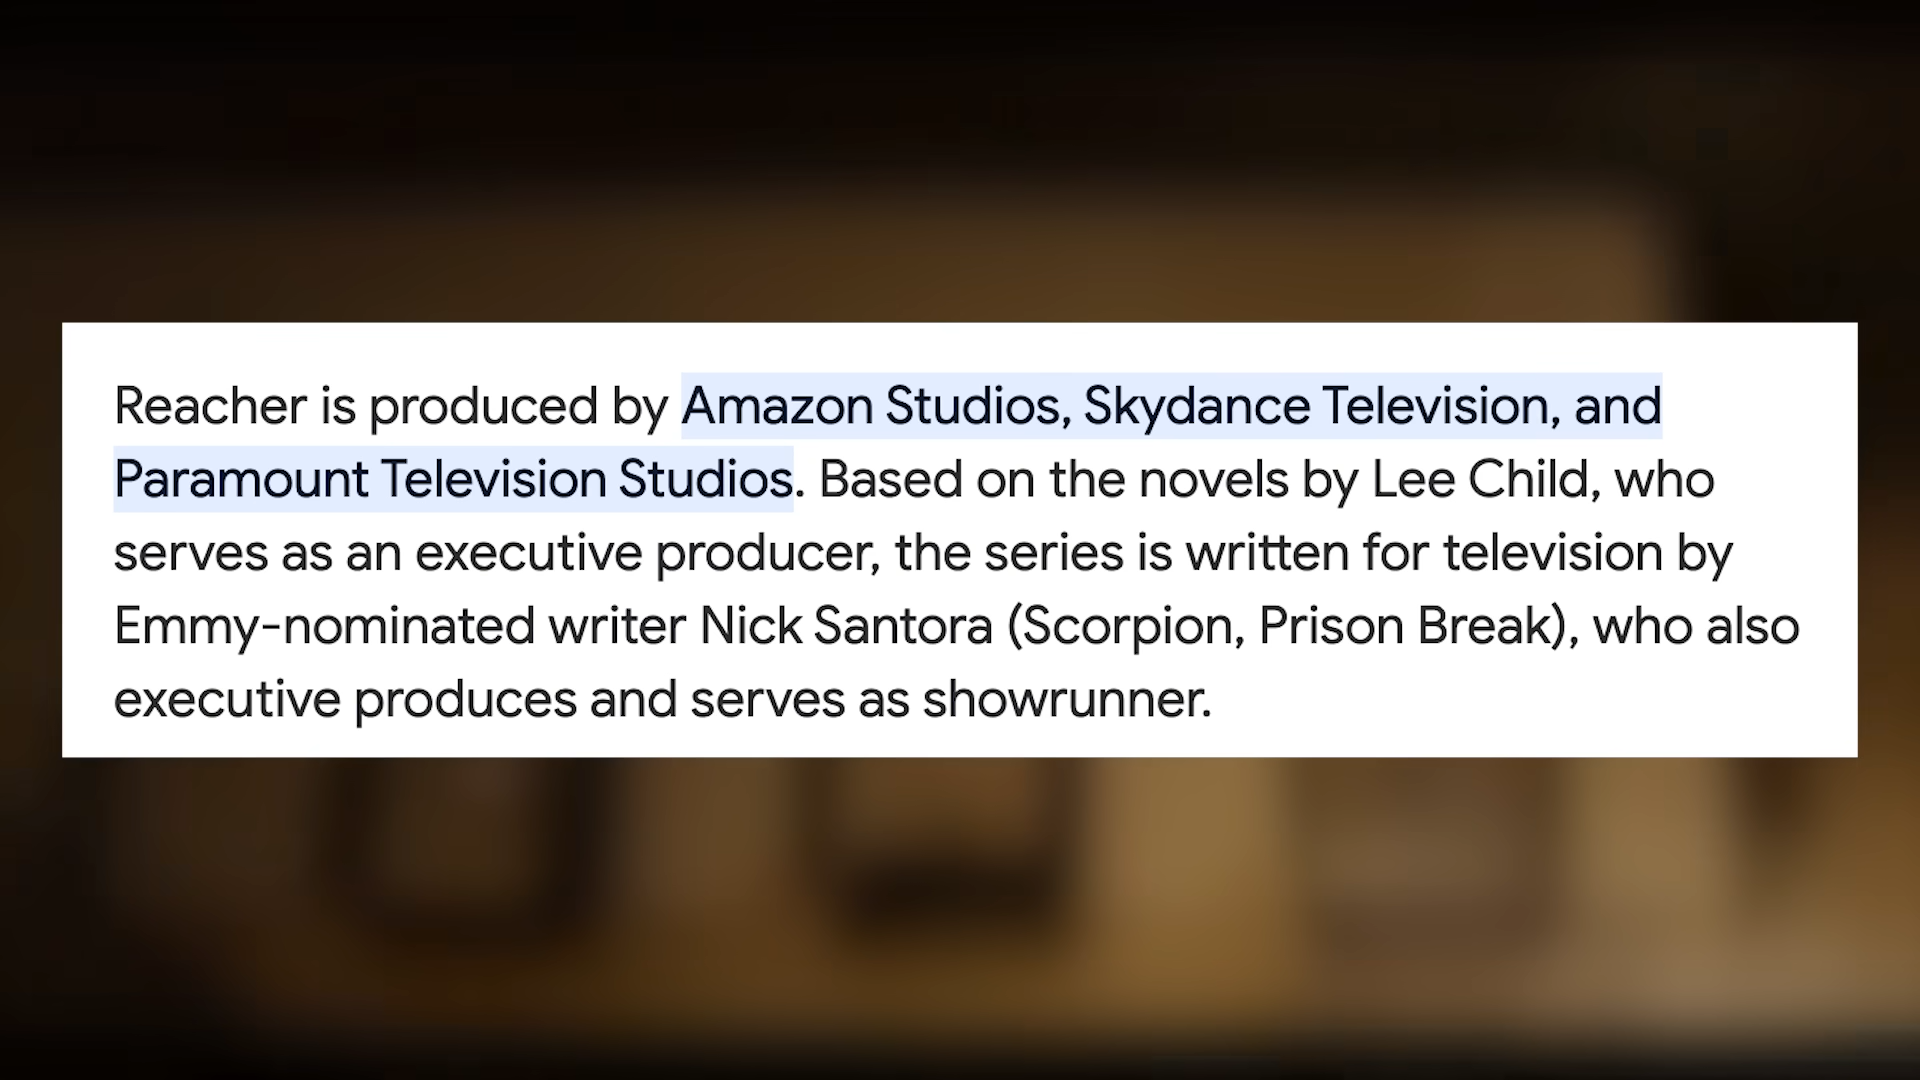 Reacher is produced by Amazon Studios, Skydance Television, and
Paramount Television Studios. Based on the novels by Lee Child, who
serves as an executive producer, the series is written for television by
Emmy-nominated writer Nick Santora (Scorpion, Prison Break), who also
executive produces and serves as showrunner.